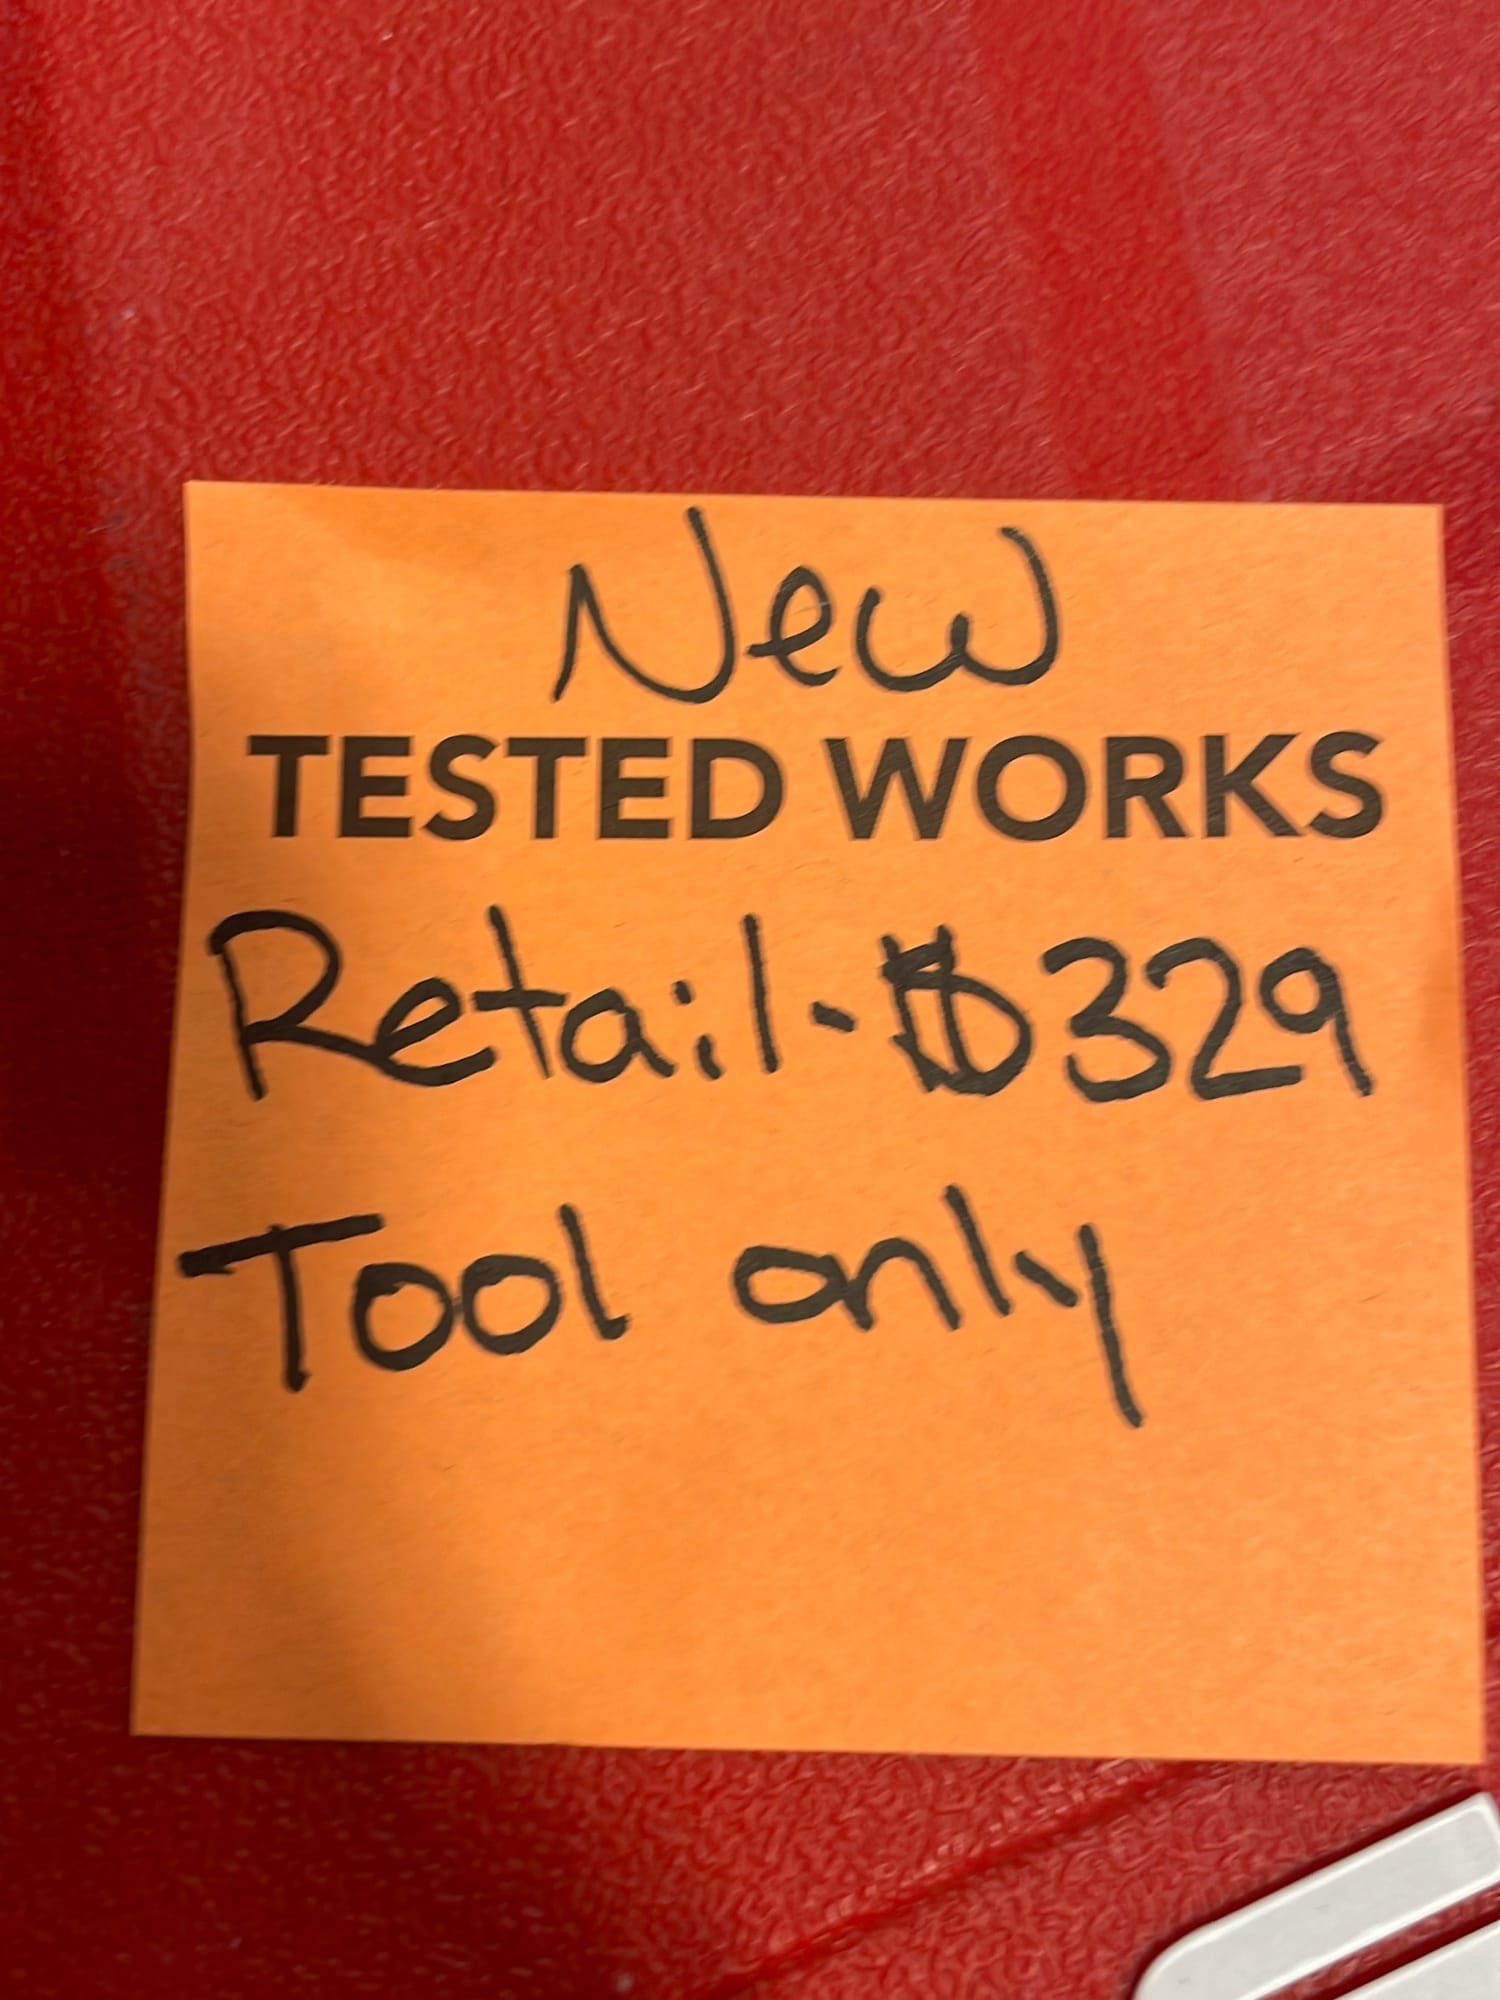 New
TESTED WORKS
Retail-$329
Tool only